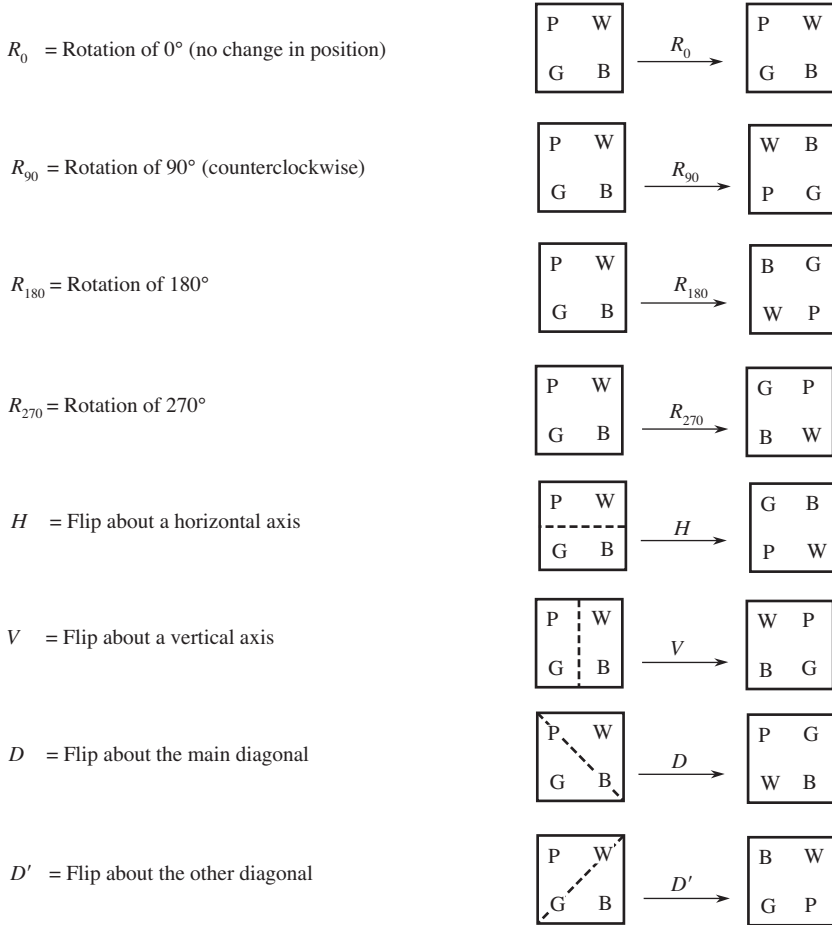 P W P W
R₀ = Rotation of 0° (no change in position) R₀
G B G B
P W W B
R₉₀ = Rotation of 90° (counterclockwise) R₉₀
G B P G
P W B G
R₁₈₀ = Rotation of 180° R₁₈₀
G B W P
P W G P
R₂₇₀ = Rotation of 270° R₂₇₀
G B B W
P W G B
H = Flip about a horizontal axis H
G B P W
P W W P
V = Flip about a vertical axis V
G B B G
P W P G
D = Flip about the main diagonal D
G B W B
P W B W
D′ = Flip about the other diagonal D′
G B G P